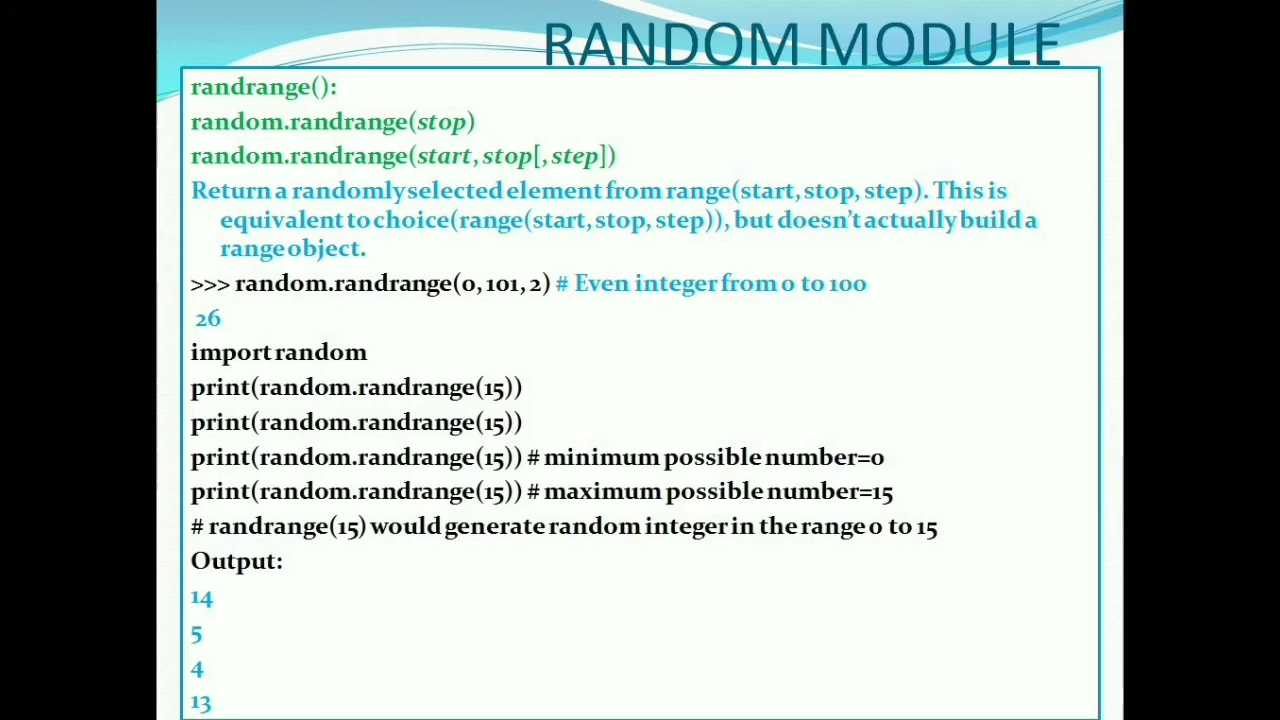 RANDOM MODULE
randrange():
random.randrange(stop)
random.randrange(start, stop[, step])
Return a randomly selected element from range(start, stop, step). This is
equivalent to choice(range(start, stop, step)), but doesn't actually build a
range object.
>>> random.randrange(0, 101, 2) # Even integer from 0 to 100
26
import random
print(random.randrange(15))
print(random.randrange(15))
print(random.randrange(15)) # minimum possible number=0
print(random.randrange(15)) # maximum possible number=15
# randrange(15) would generate random integer in the range 0 to 15
Output:
14
5
4
13